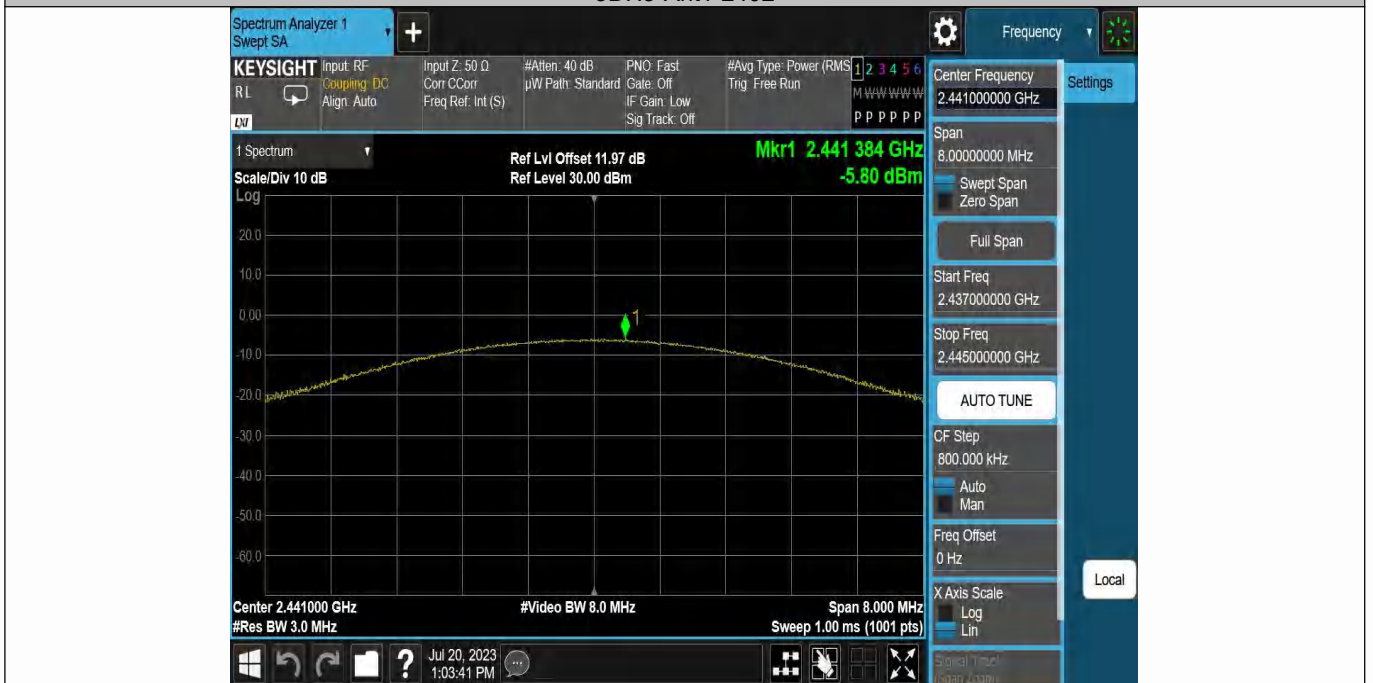 Spectrum Analyzer 1
Swept SA
+
Frequency
KEYSIGHT
RL
LXI
Input: RF
Coupling: DC
Align: Auto
Input Z: 50 Ω
Corr CCorr
Freq Ref: Int (S)
#Atten: 40 dB
µW Path: Standard
PNO: Fast
Gate: Off
IF Gain: Low
Sig Track: Off
#Avg Type: Power (RMS
Trig: Free Run
1 2 3 4 5 6
M W W W W W
P P P P P P
1 Spectrum
Scale/Div 10 dB
Ref Lvl Offset 11.97 dB
Ref Level 30.00 dBm
Mkr1 2.441 384 GHz
-5.80 dBm
Log
20.0
10.0
0.00
-10.0
-20.0
-30.0
-40.0
-50.0
-60.0
1
Center 2.441000 GHz
#Video BW 8.0 MHz
Span 8.000 MHz
#Res BW 3.0 MHz
Sweep 1.00 ms (1001 pts)
Center Frequency
2.441000000 GHz
Settings
Span
8.00000000 MHz
Swept Span
Zero Span
Full Span
Start Freq
2.437000000 GHz
Stop Freq
2.445000000 GHz
AUTO TUNE
CF Step
800.000 kHz
Auto
Man
Freq Offset
0 Hz
X Axis Scale
Log
Lin
Local
Signal Track
(Span Zoom)
?
Jul 20, 2023
1:03:41 PM